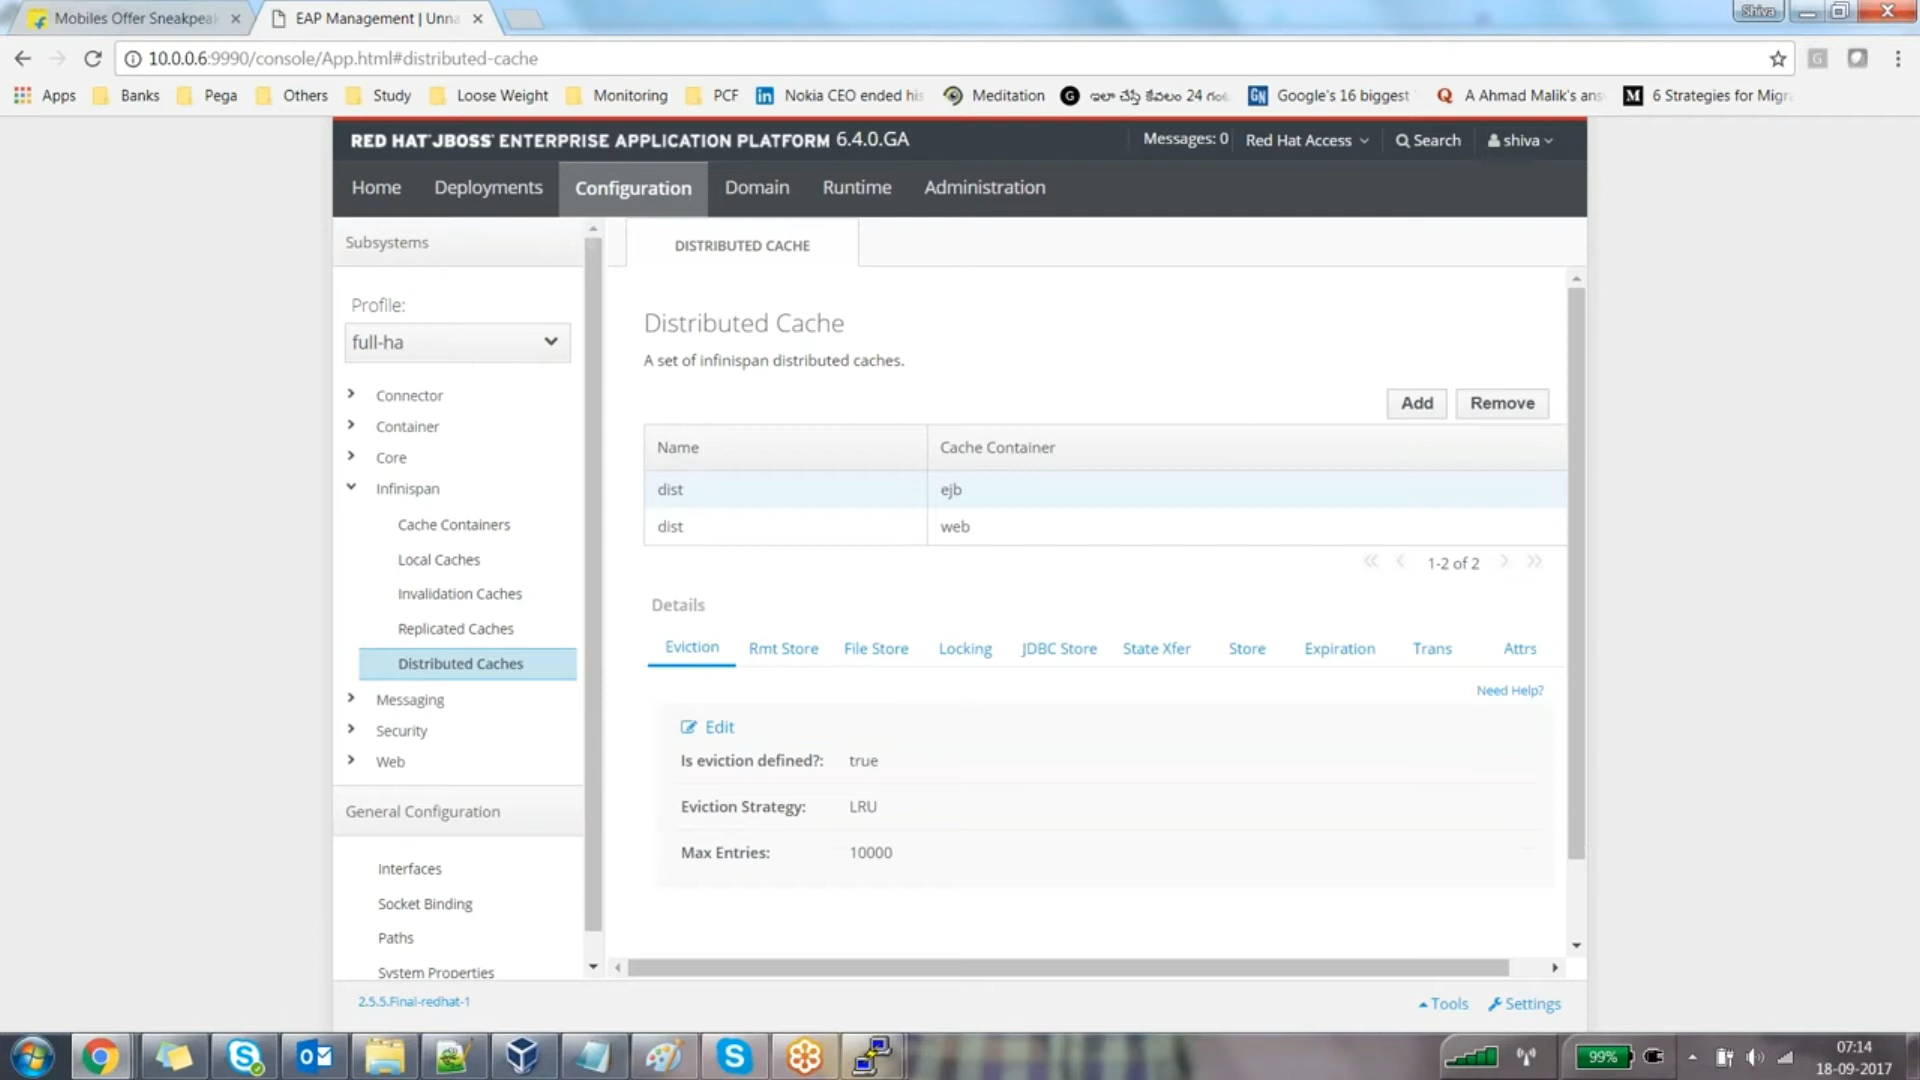 Mobiles Offer Sneakpea
EAP Management | Unna
Shiva
10.0.0.6:9990/console/App.html#distributed-cache
Apps Banks Pega Others Study Loose Weight Monitoring PCF Nokia CEO ended his Meditation ఇలా చేస్తే కేవలం 24 గం Google's 16 biggest A Ahmad Malik's ans 6 Strategies for Migra
RED HAT JBOSS ENTERPRISE APPLICATION PLATFORM 6.4.0.GA
Messages: 0 Red Hat Access Search shiva
Home Deployments Configuration Domain Runtime Administration
Subsystems
Profile:
full-ha
Connector
Container
Core
Infinispan
Cache Containers
Local Caches
Invalidation Caches
Replicated Caches
Distributed Caches
Messaging
Security
Web
General Configuration
Interfaces
Socket Binding
Paths
System Properties
DISTRIBUTED CACHE
Distributed Cache
A set of infinispan distributed caches.
Add Remove
Name Cache Container
dist ejb
dist web
1-2 of 2
Details
Eviction Rmt Store File Store Locking JDBC Store State Xfer Store Expiration Trans Attrs
Need Help?
Edit
Is eviction defined?: true
Eviction Strategy: LRU
Max Entries: 10000
2.5.5.Final-redhat-1
Tools Settings
99%
07:14
18-09-2017